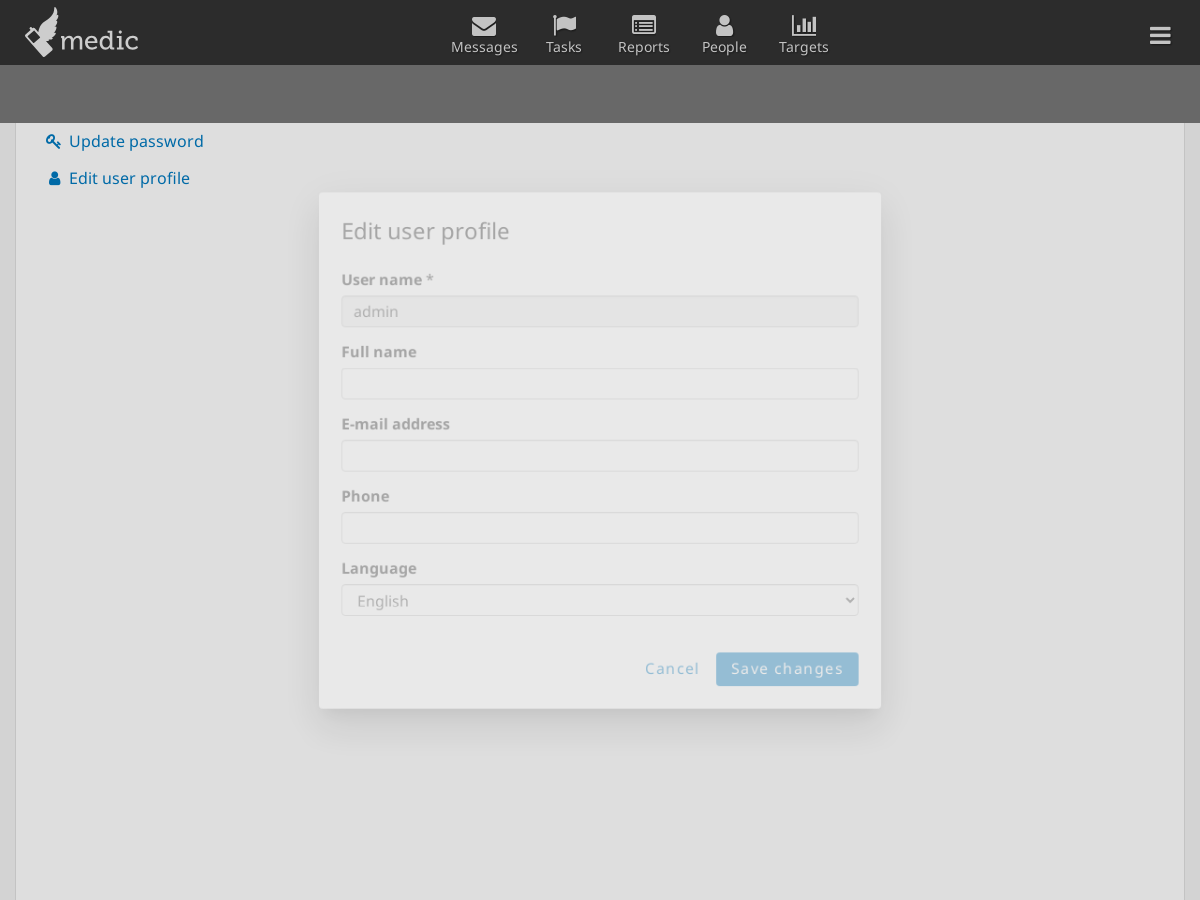 medic
Messages
Tasks
Reports
People
Targets
Update password
Edit user profile
Edit user profile
User name *
admin
Full name
E-mail address
Phone
Language
English
Cancel
Save changes